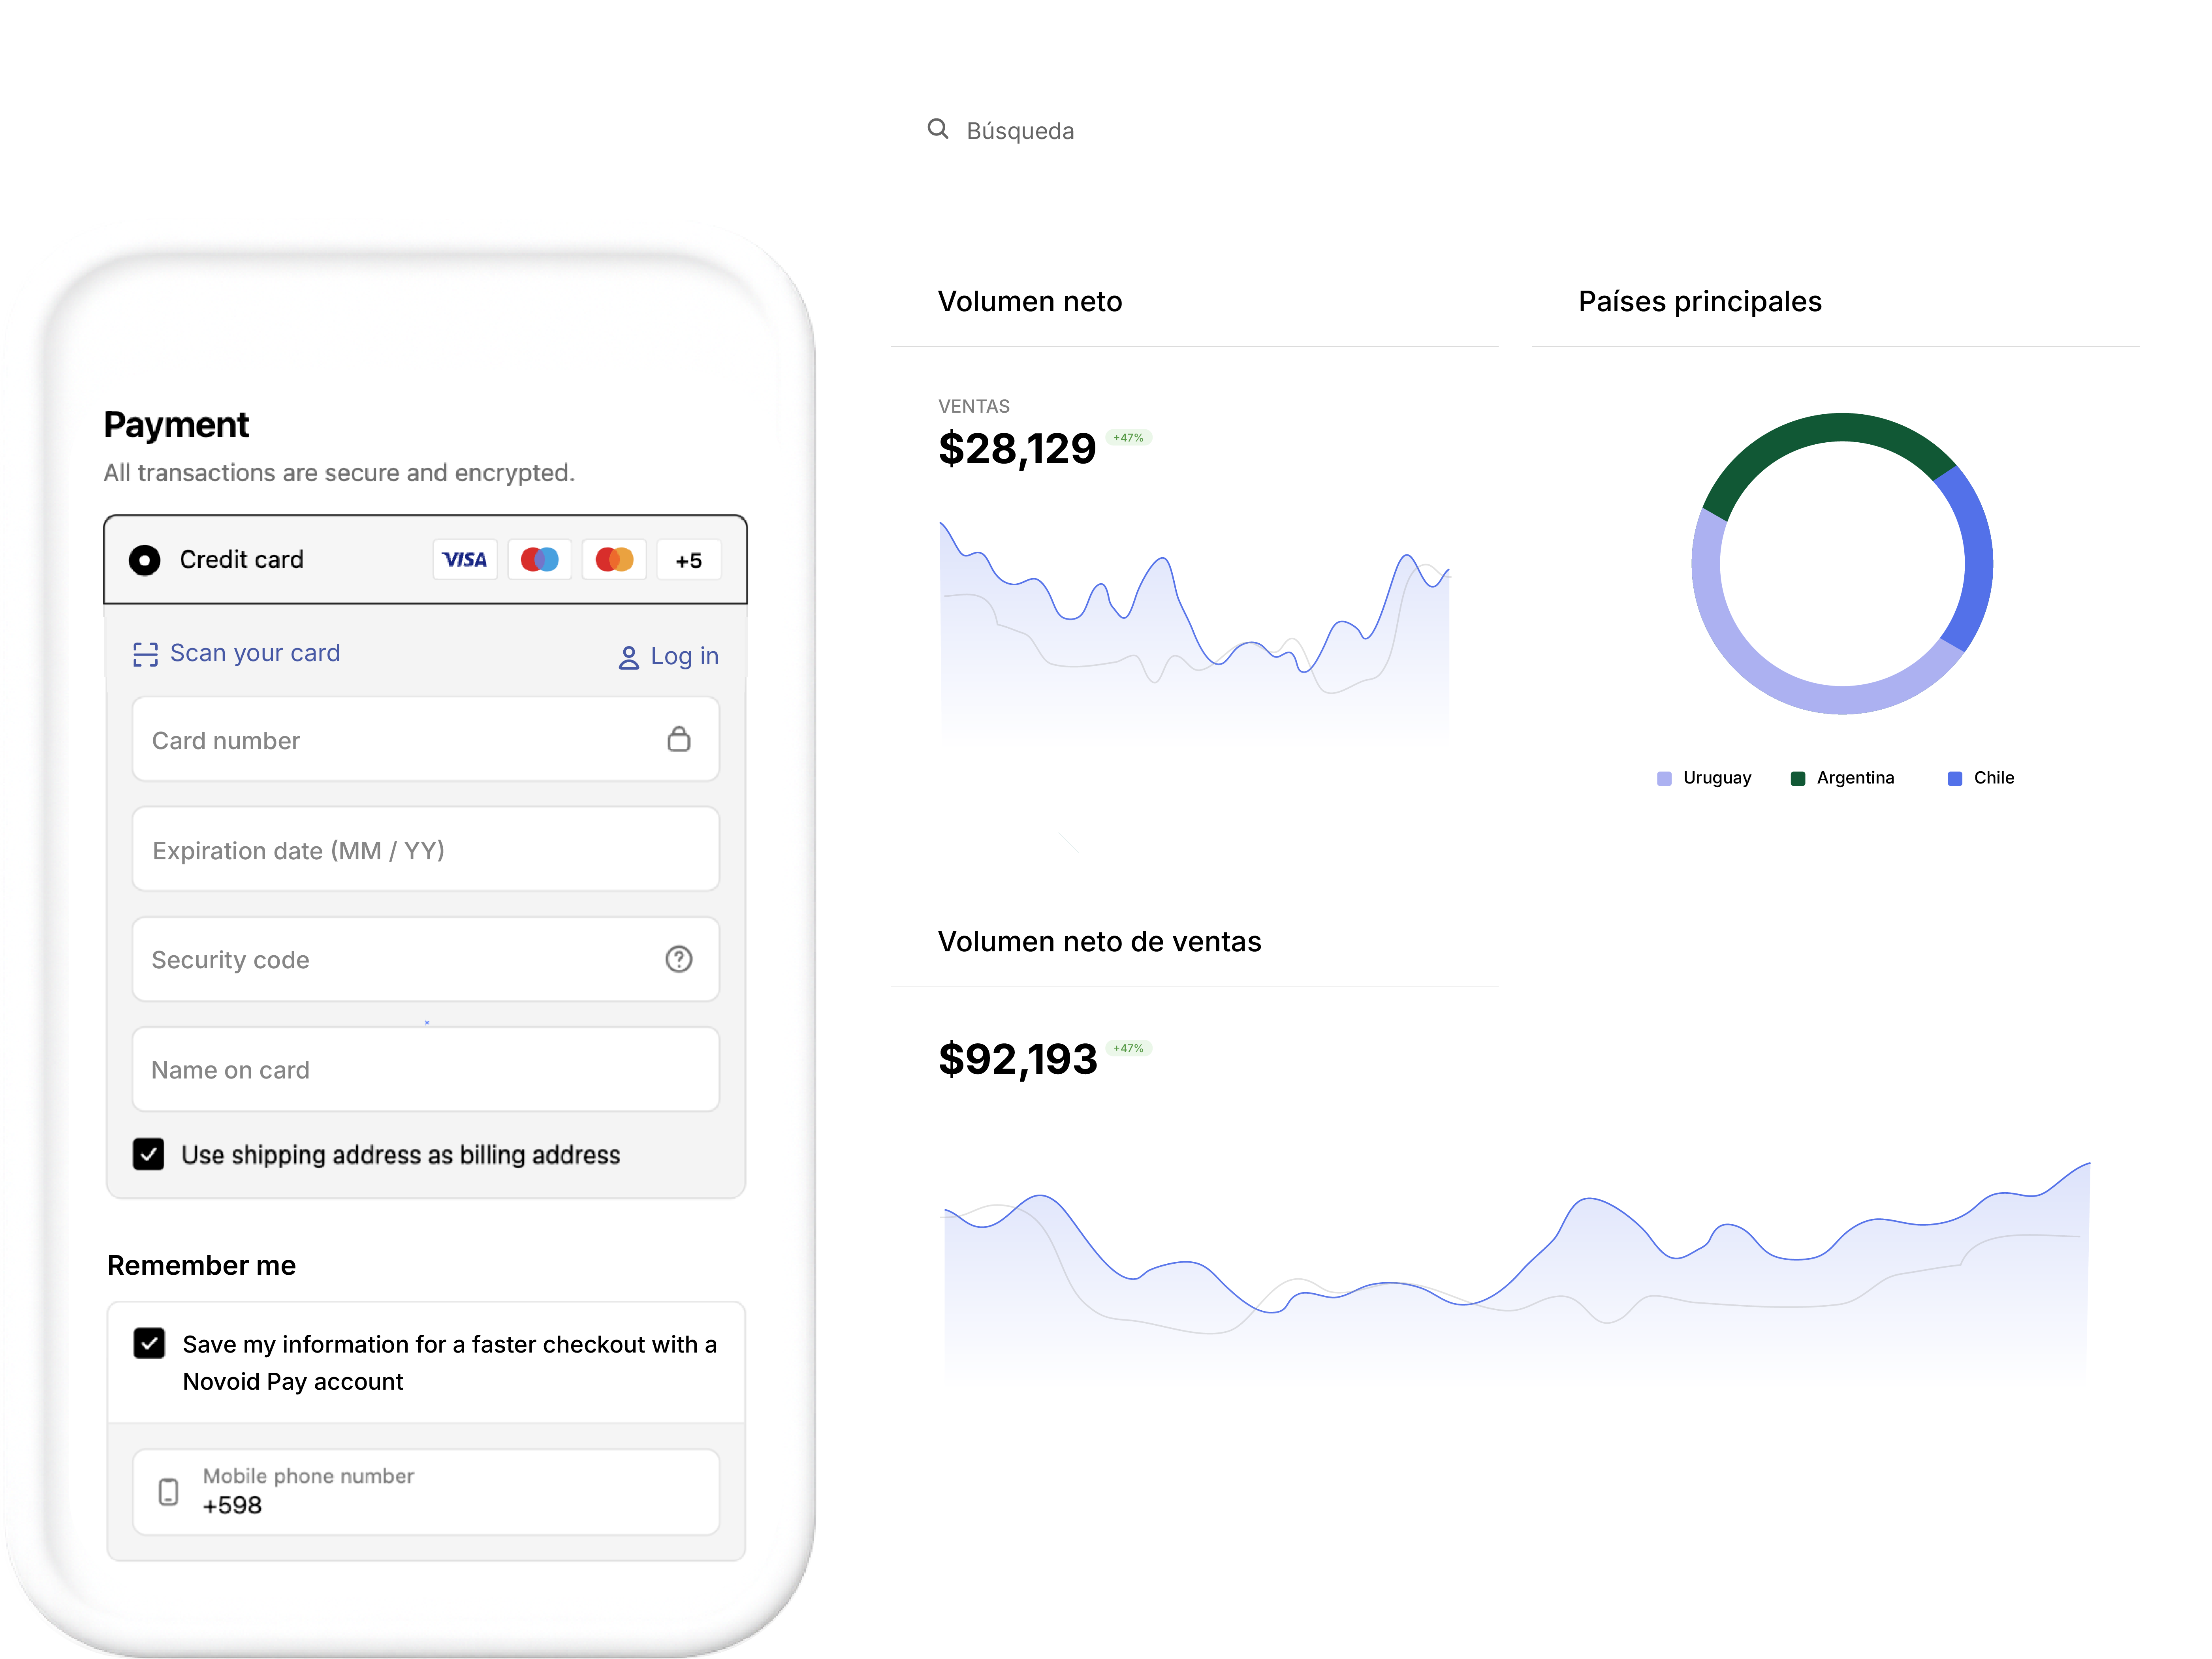 Búsqueda
Payment
All transactions are secure and encrypted.
Credit card
VISA
+5
Scan your card
Log in
Card number
Expiration date (MM / YY)
Security code
Name on card
Use shipping address as billing address
Remember me
Save my information for a faster checkout with a
Novoid Pay account
Mobile phone number
+598
Volumen neto
VENTAS
$28,129 +47%
Países principales
Uruguay
Argentina
Chile
Volumen neto de ventas
$92,193 +47%